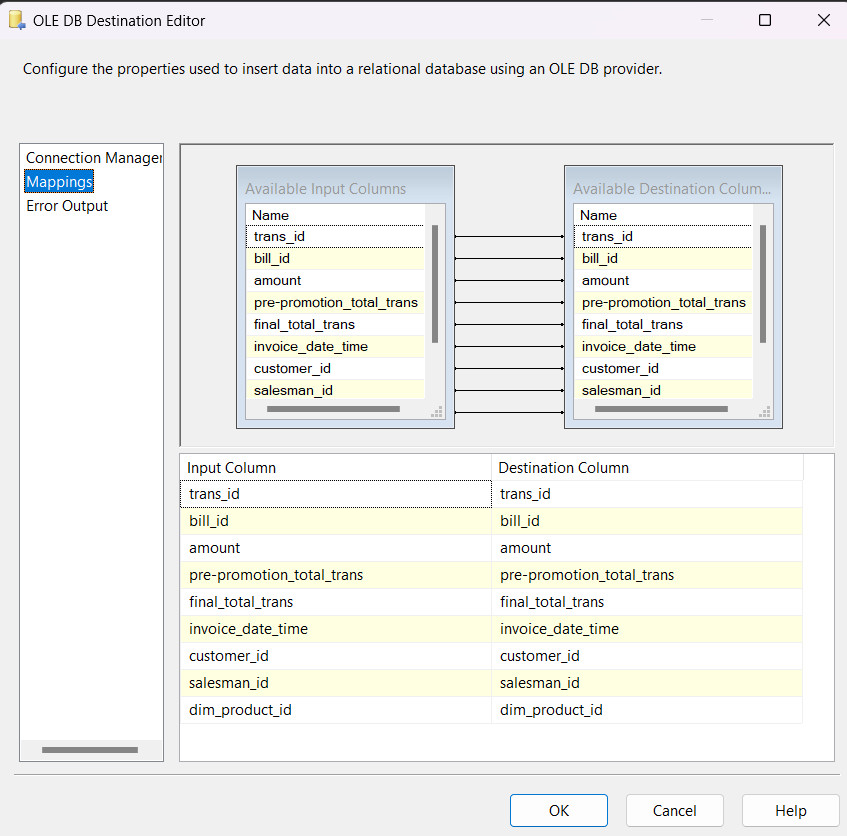 OLE DB Destination Editor
Configure the properties used to insert data into a relational database using an OLE DB provider.
Connection Manager
Mappings
Error Output
Available Input Columns
Name
trans_id
bill_id
amount
pre-promotion_total_trans
final_total_trans
invoice_date_time
customer_id
salesman_id
Available Destination Colum...
Name
trans_id
bill_id
amount
pre-promotion_total_trans
final_total_trans
invoice_date_time
customer_id
salesman_id
Input Column Destination Column
trans_id trans_id
bill_id bill_id
amount amount
pre-promotion_total_trans pre-promotion_total_trans
final_total_trans final_total_trans
invoice_date_time invoice_date_time
customer_id customer_id
salesman_id salesman_id
dim_product_id dim_product_id
OK Cancel Help